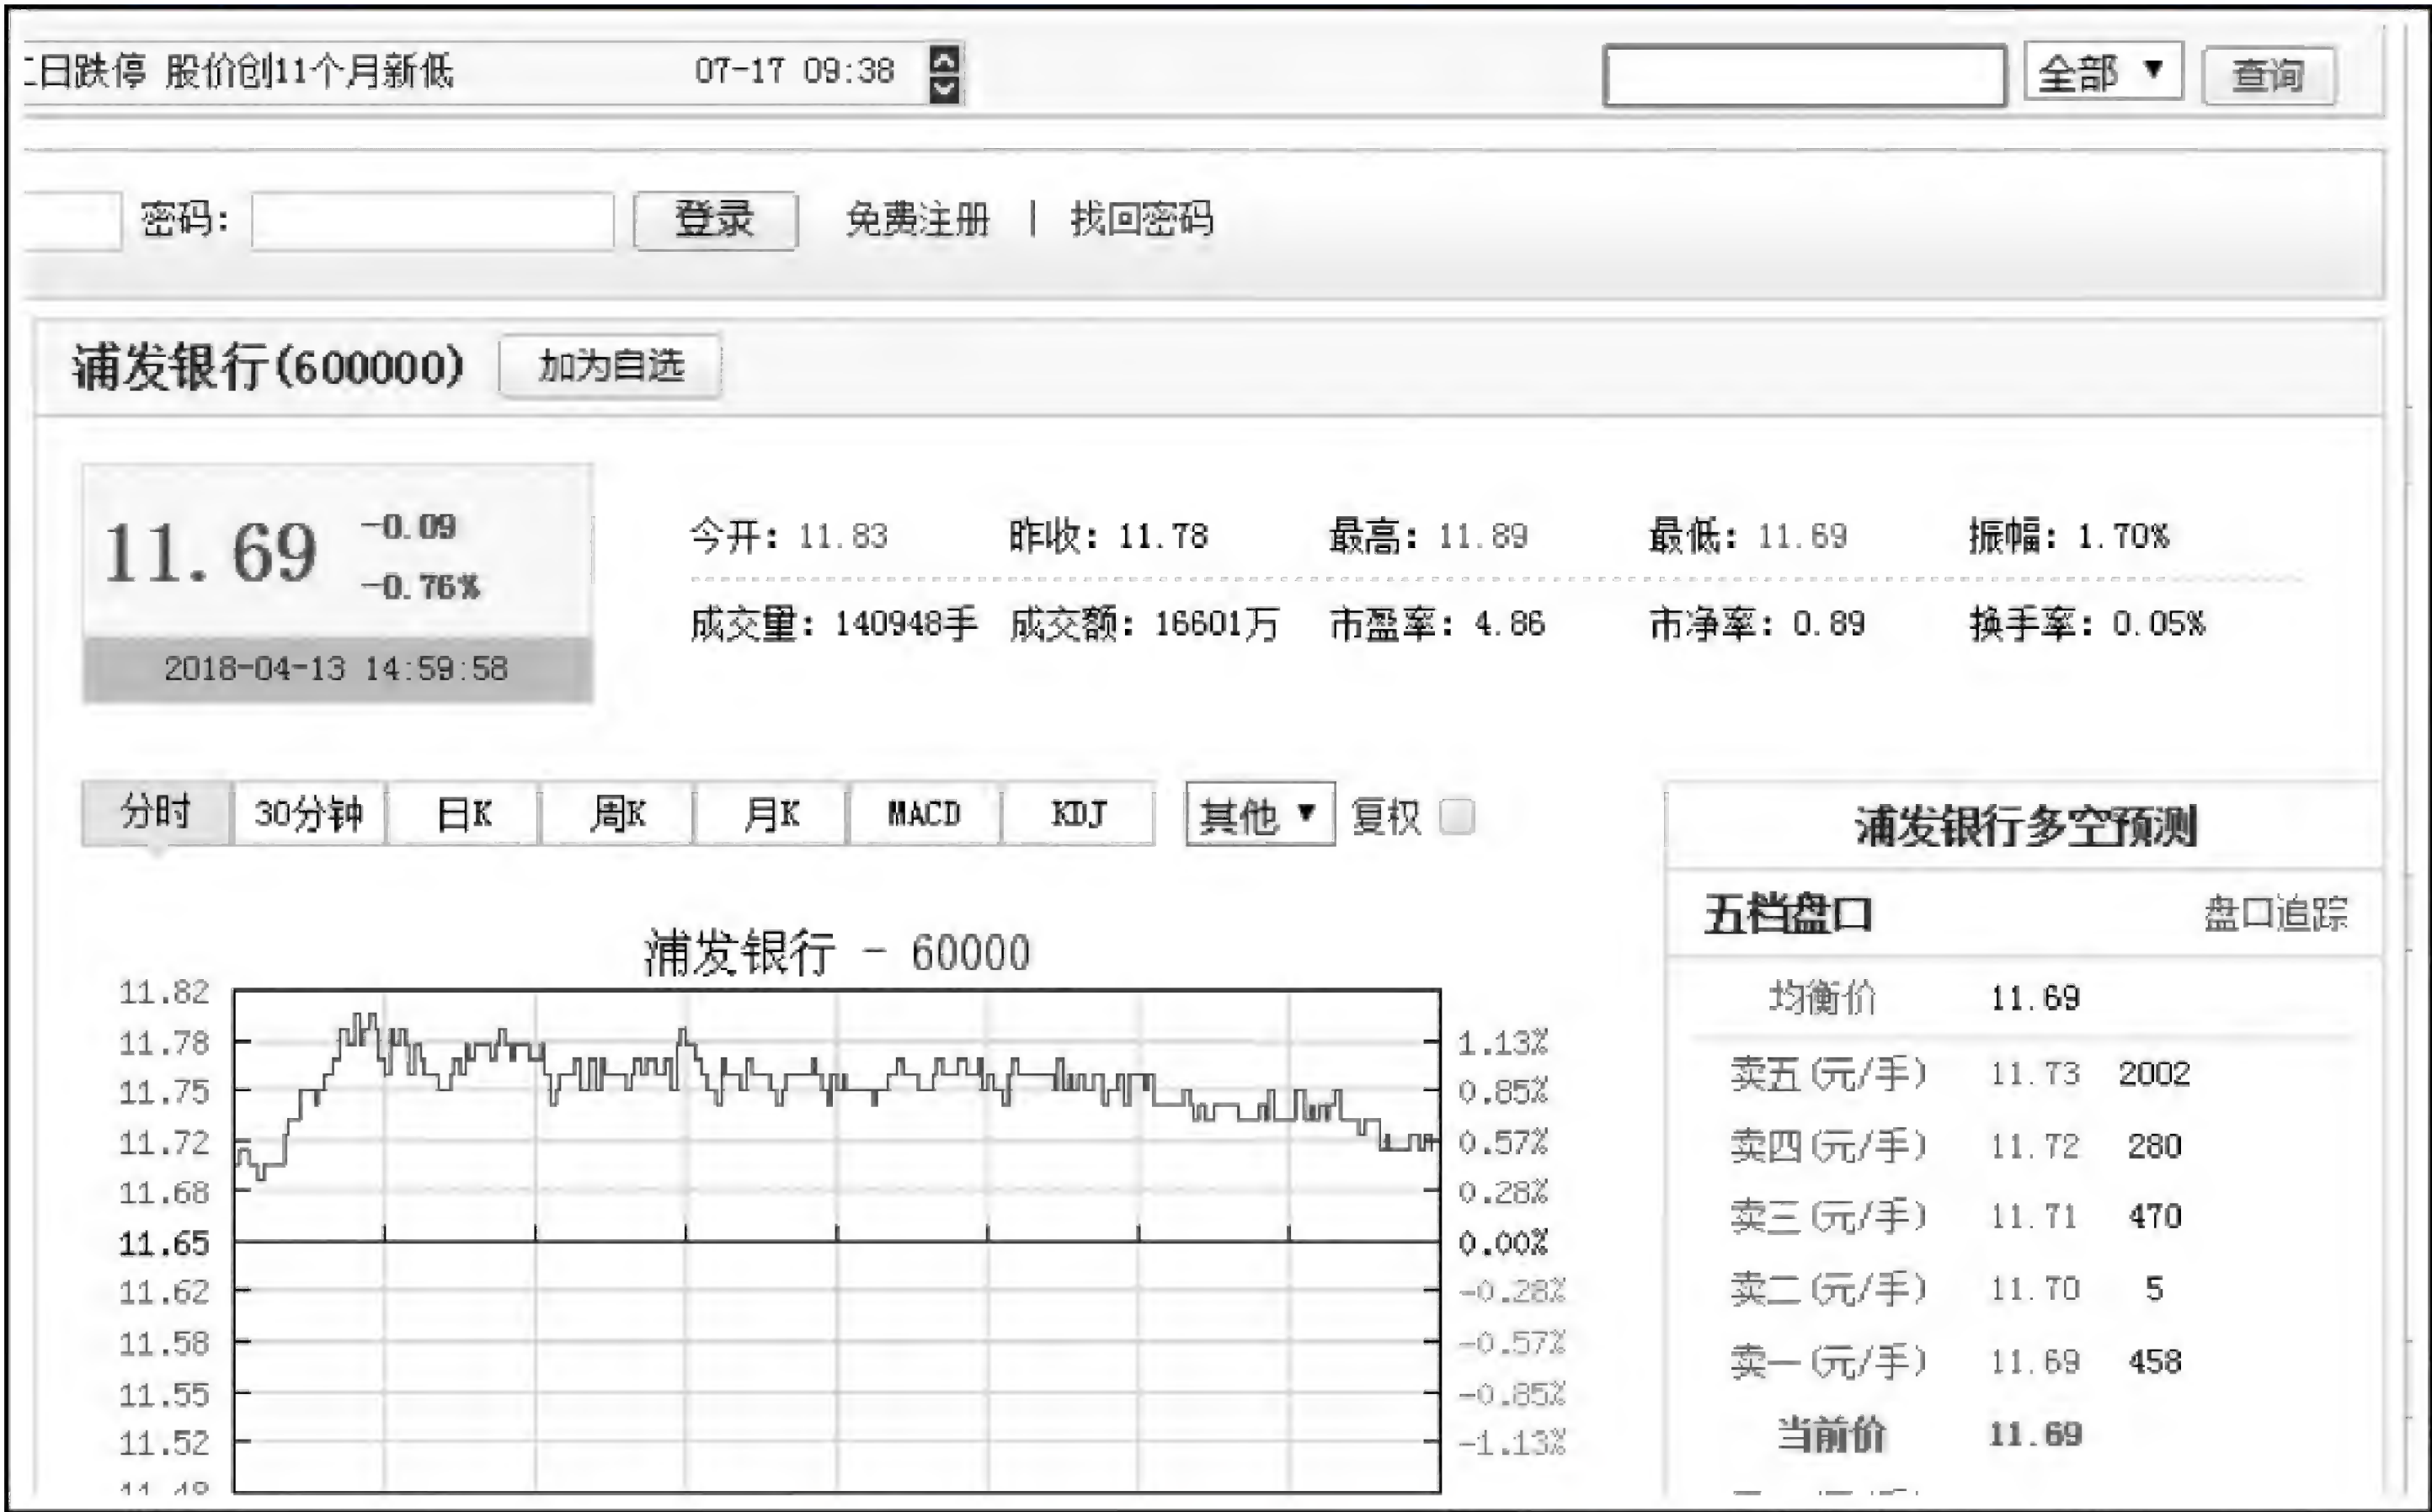 日跌停 股价创11个月新低 07-17 09:38 全部 ▼ 查询
密码: 登录 免费注册 | 找回密码
浦发银行(600000) 加为自选
11.69 -0.09 -0.76%
2018-04-13 14:59:58
今开: 11.83 昨收: 11.78 最高: 11.89 最低: 11.69 振幅: 1.70%
成交量: 140948手 成交额: 16601万 市盈率: 4.86 市净率: 0.89 换手率: 0.05%
分时 30分钟 日K 周K 月K MACD KDJ 其他 ▼ 复权
浦发银行 - 60000
11.82
11.78 1.13%
11.75 0.85%
11.72 0.57%
11.68 0.28%
11.65 0.00%
11.62 -0.28%
11.58 -0.57%
11.55 -0.85%
11.52 -1.13%
浦发银行多空预测
五档盘口 盘口追踪
均衡价 11.69
卖五(元/手) 11.73 2002
卖四(元/手) 11.72 280
卖三(元/手) 11.71 470
卖二(元/手) 11.70 5
卖一(元/手) 11.69 458
当前价 11.69